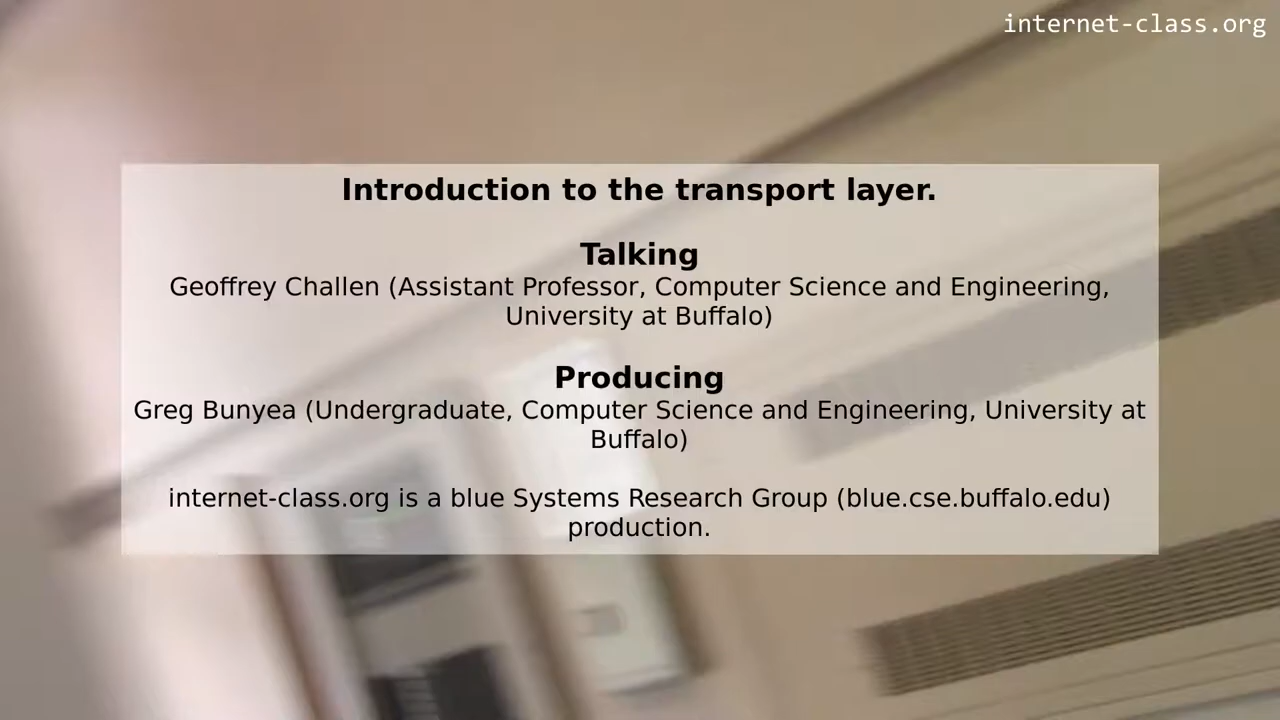 internet-class.org
Introduction to the transport layer.
Talking
Geoffrey Challen (Assistant Professor, Computer Science and Engineering,
University at Buffalo)
Producing
Greg Bunyea (Undergraduate, Computer Science and Engineering, University at
Buffalo)
internet-class.org is a blue Systems Research Group (blue.cse.buffalo.edu)
production.